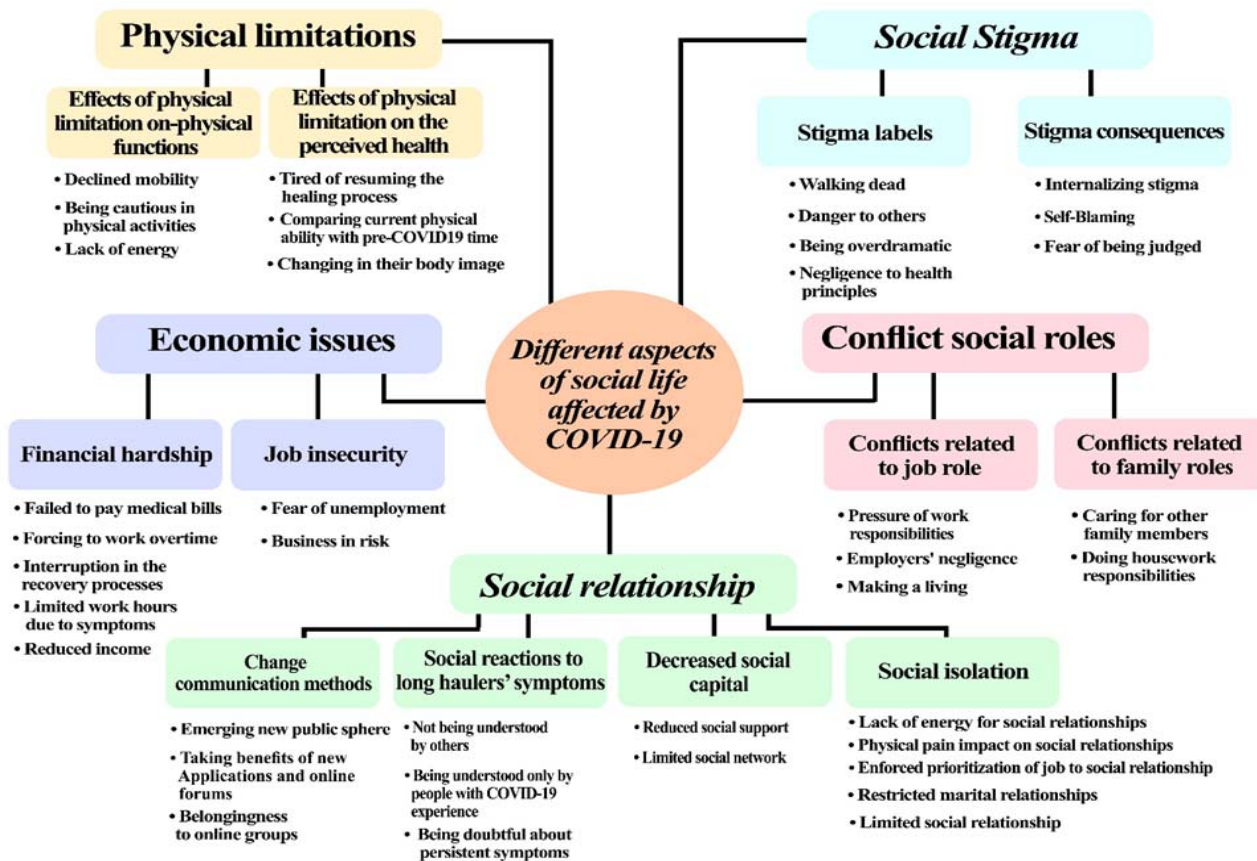 Physical limitations
Effects of physical
limitation on-physical
functions
• Declined mobility
• Being cautious in
physical activities
• Lack of energy
Effects of physical
limitation on the
perceived health
• Tired of resuming the
healing process
• Comparing current physical
ability with pre-COVID19 time
• Changing in their body image
Social Stigma
Stigma labels
• Walking dead
• Danger to others
• Being overdramatic
• Negligence to health
principles
Stigma consequences
• Internalizing stigma
• Self-Blaming
• Fear of being judged
Different aspects
of social life
affected by
COVID-19
Economic issues
Financial hardship
• Failed to pay medical bills
• Forcing to work overtime
• Interruption in the
recovery processes
• Limited work hours
due to symptoms
• Reduced income
Job insecurity
• Fear of unemployment
• Business in risk
Conflict social roles
Conflicts related
to job role
• Pressure of work
responsibilities
• Employers' negligence
• Making a living
Conflicts related
to family roles
• Caring for other
family members
• Doing housework
responsibilities
Social relationship
Change
communication methods
• Emerging new public sphere
• Taking benefits of new
Applications and online
forums
• Belongingness
to online groups
Social reactions to
long haulers' symptoms
• Not being understood
by others
• Being understood only by
people with COVID-19
experience
• Being doubtful about
persistent symptoms
Decreased social
capital
• Reduced social support
• Limited social network
Social isolation
• Lack of energy for social relationships
• Physical pain impact on social relationships
• Enforced prioritization of job to social relationship
• Restricted marital relationships
• Limited social relationship